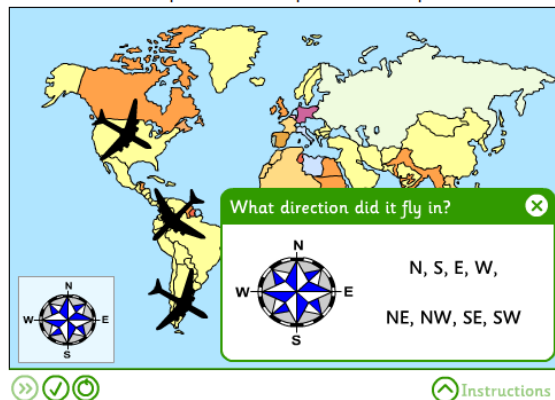 What direction did it fly in?
N
W E
S
N, S, E, W,
NE, NW, SE, SW
N
W E
S
Instructions